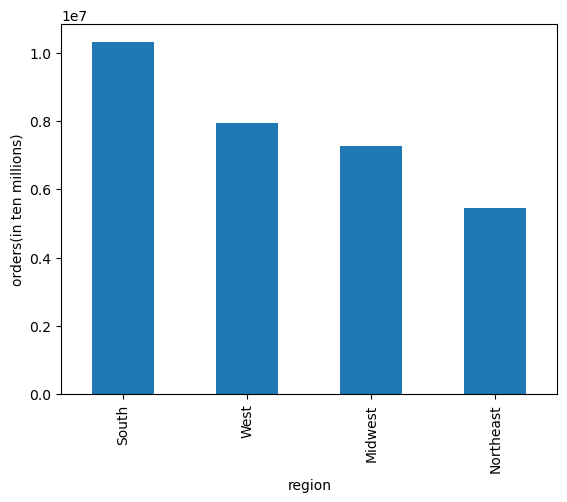 1e7
1.0
0.8
0.6
0.4
0.2
0.0
orders(in ten millions)
South
West
Midwest
Northeast
region